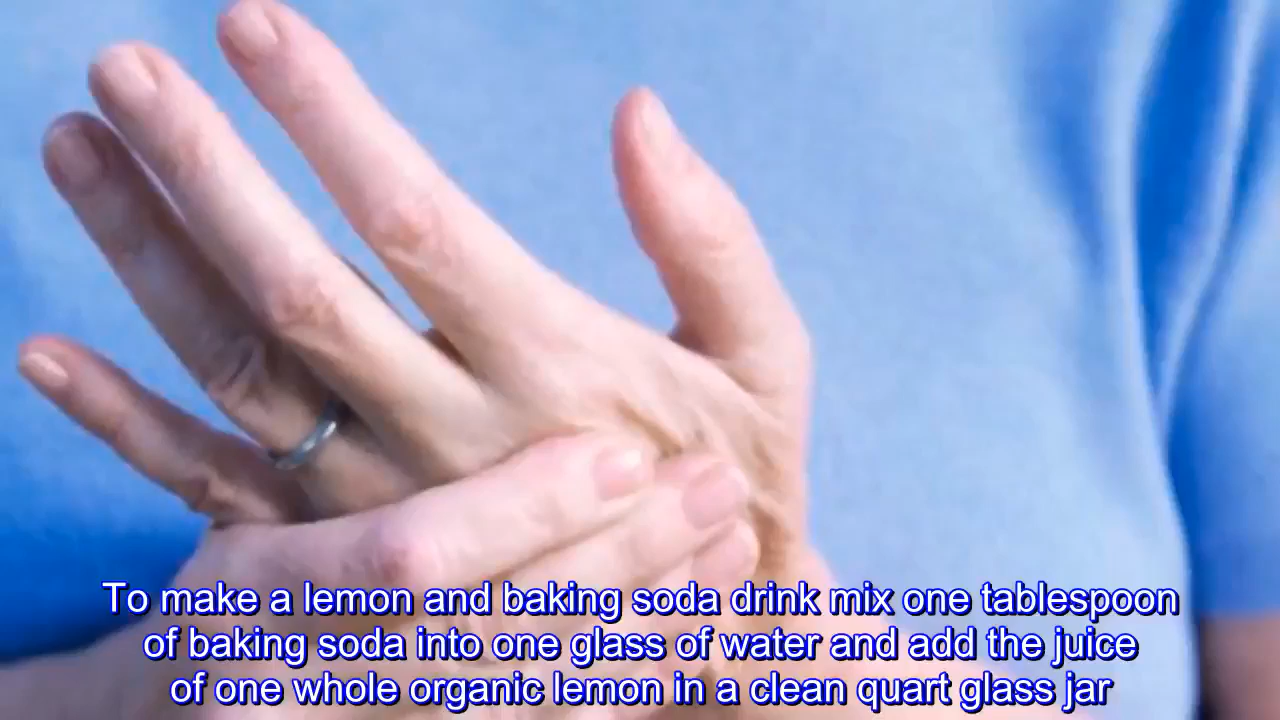 To make a lemon and baking soda drink mix one tablespoon
of baking soda into one glass of water and add the juice
of one whole organic lemon in a clean quart glass jar